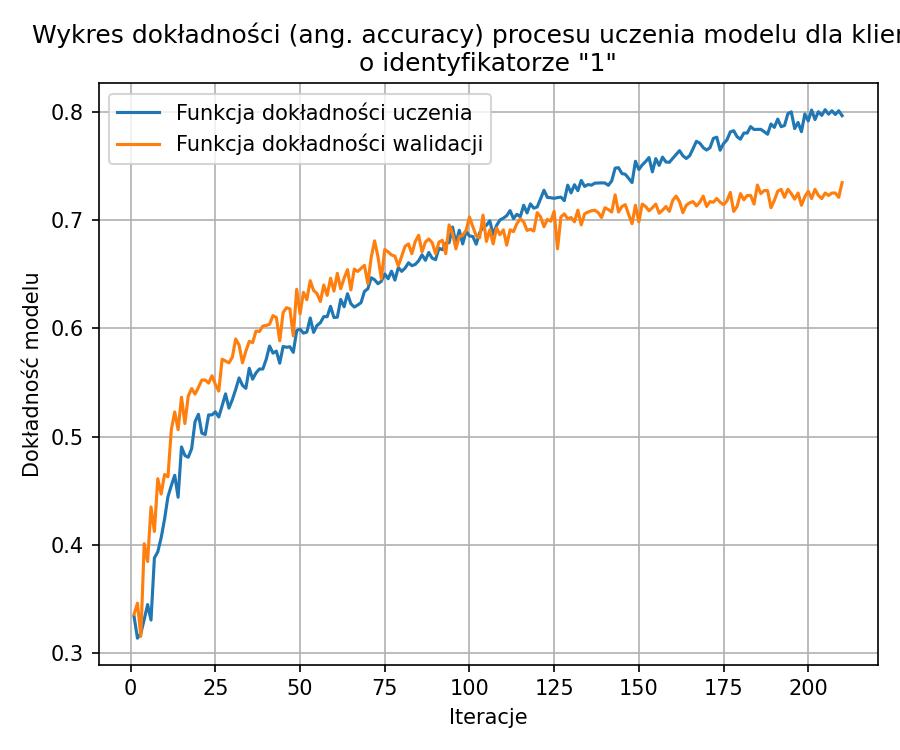 Wykres dokładności (ang. accuracy) procesu uczenia modelu dla
o identyfikatorze "1"
Funkcja dokładności uczenia
Funkcja dokładności walidacji
Dokładność modelu
0.8
0.7
0.6
0.5
0.4
0.3
0 25 50 75 100 125 150 175 200
Iteracje